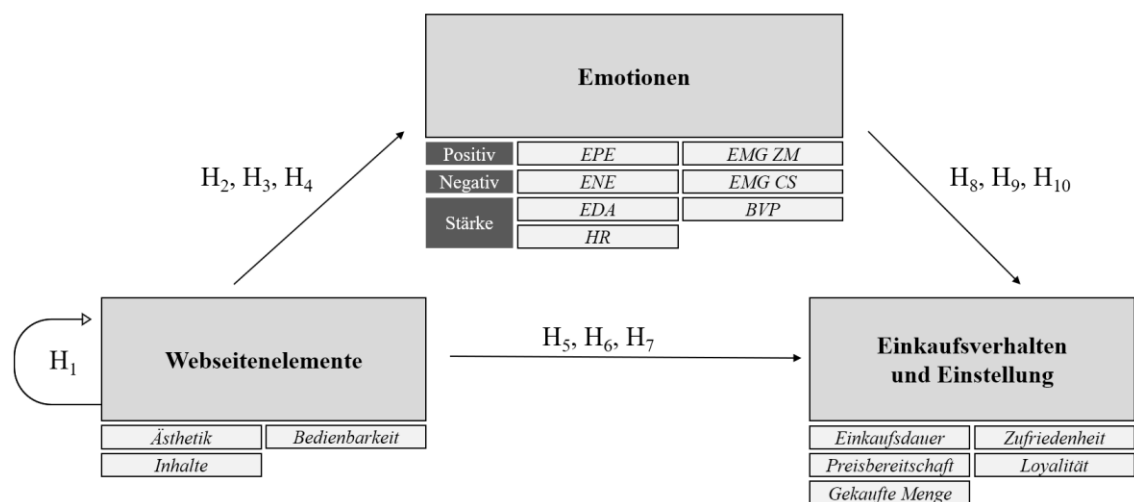 Emotionen
Positiv EPE EMG ZM
Negativ ENE EMG CS
Stärke EDA BVP
HR
H₂, H₃, H₄
H₈, H₉, H₁₀
H₁
Webseitenelemente
Ästhetik Bedienbarkeit
Inhalte
H₅, H₆, H₇
Einkaufsverhalten
und Einstellung
Einkaufsdauer Zufriedenheit
Preisbereitschaft Loyalität
Gekaufte Menge